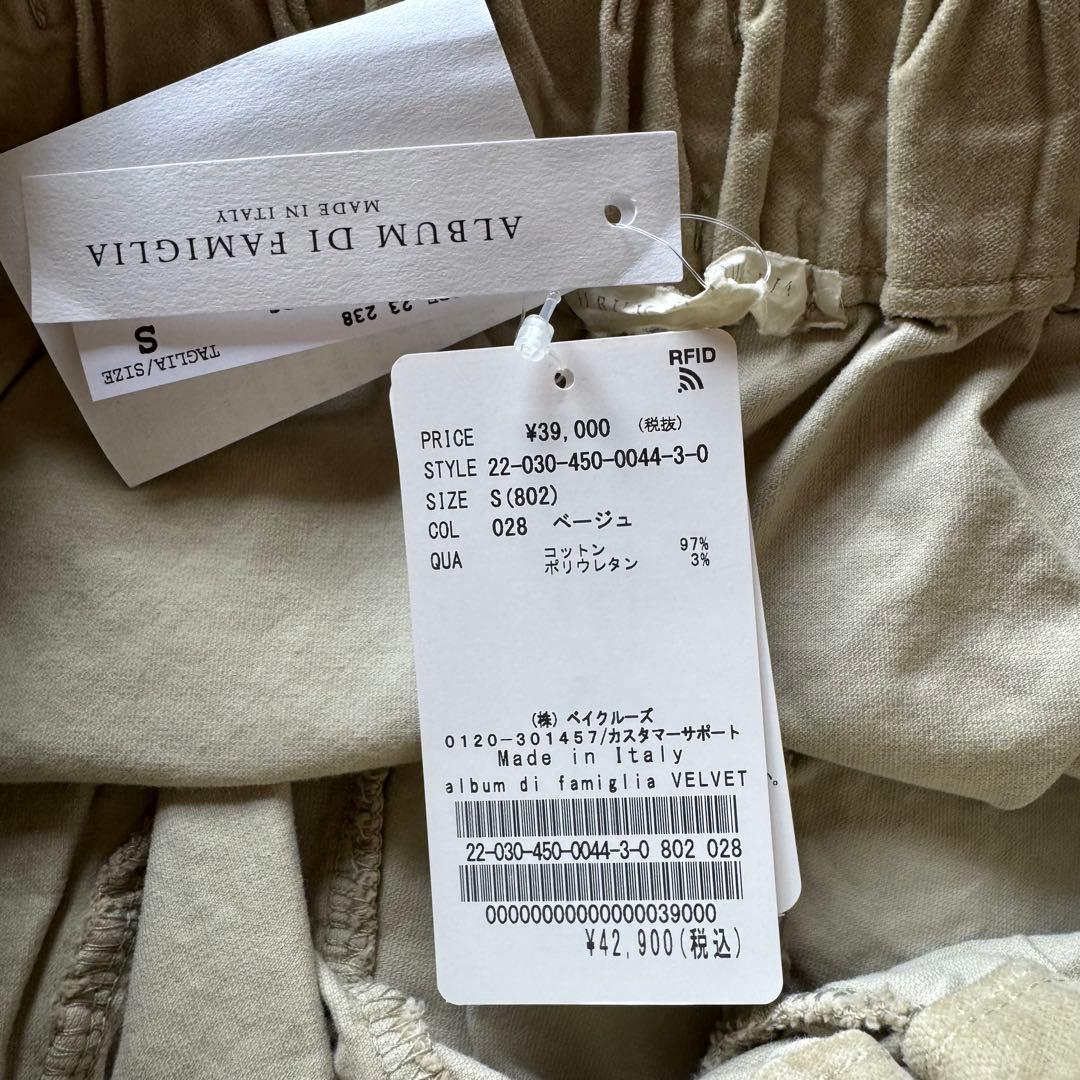 ALBUM DI FAMIGLIA
MADE IN ITALY
23 238
S
TAGLIA/SIZE
RFID
PRICE ¥39,000 (税抜)
STYLE 22-030-450-0044-3-0
SIZE S(802)
COL 028 ベージュ
QUA コットン 97%
ポリウレタン 3%
(株) ベイクルーズ
0120-301457/カスタマーサポート
Made in Italy
album di famiglia VELVET
22-030-450-0044-3-0 802 028
00000000000000039000
¥42,900(税込)